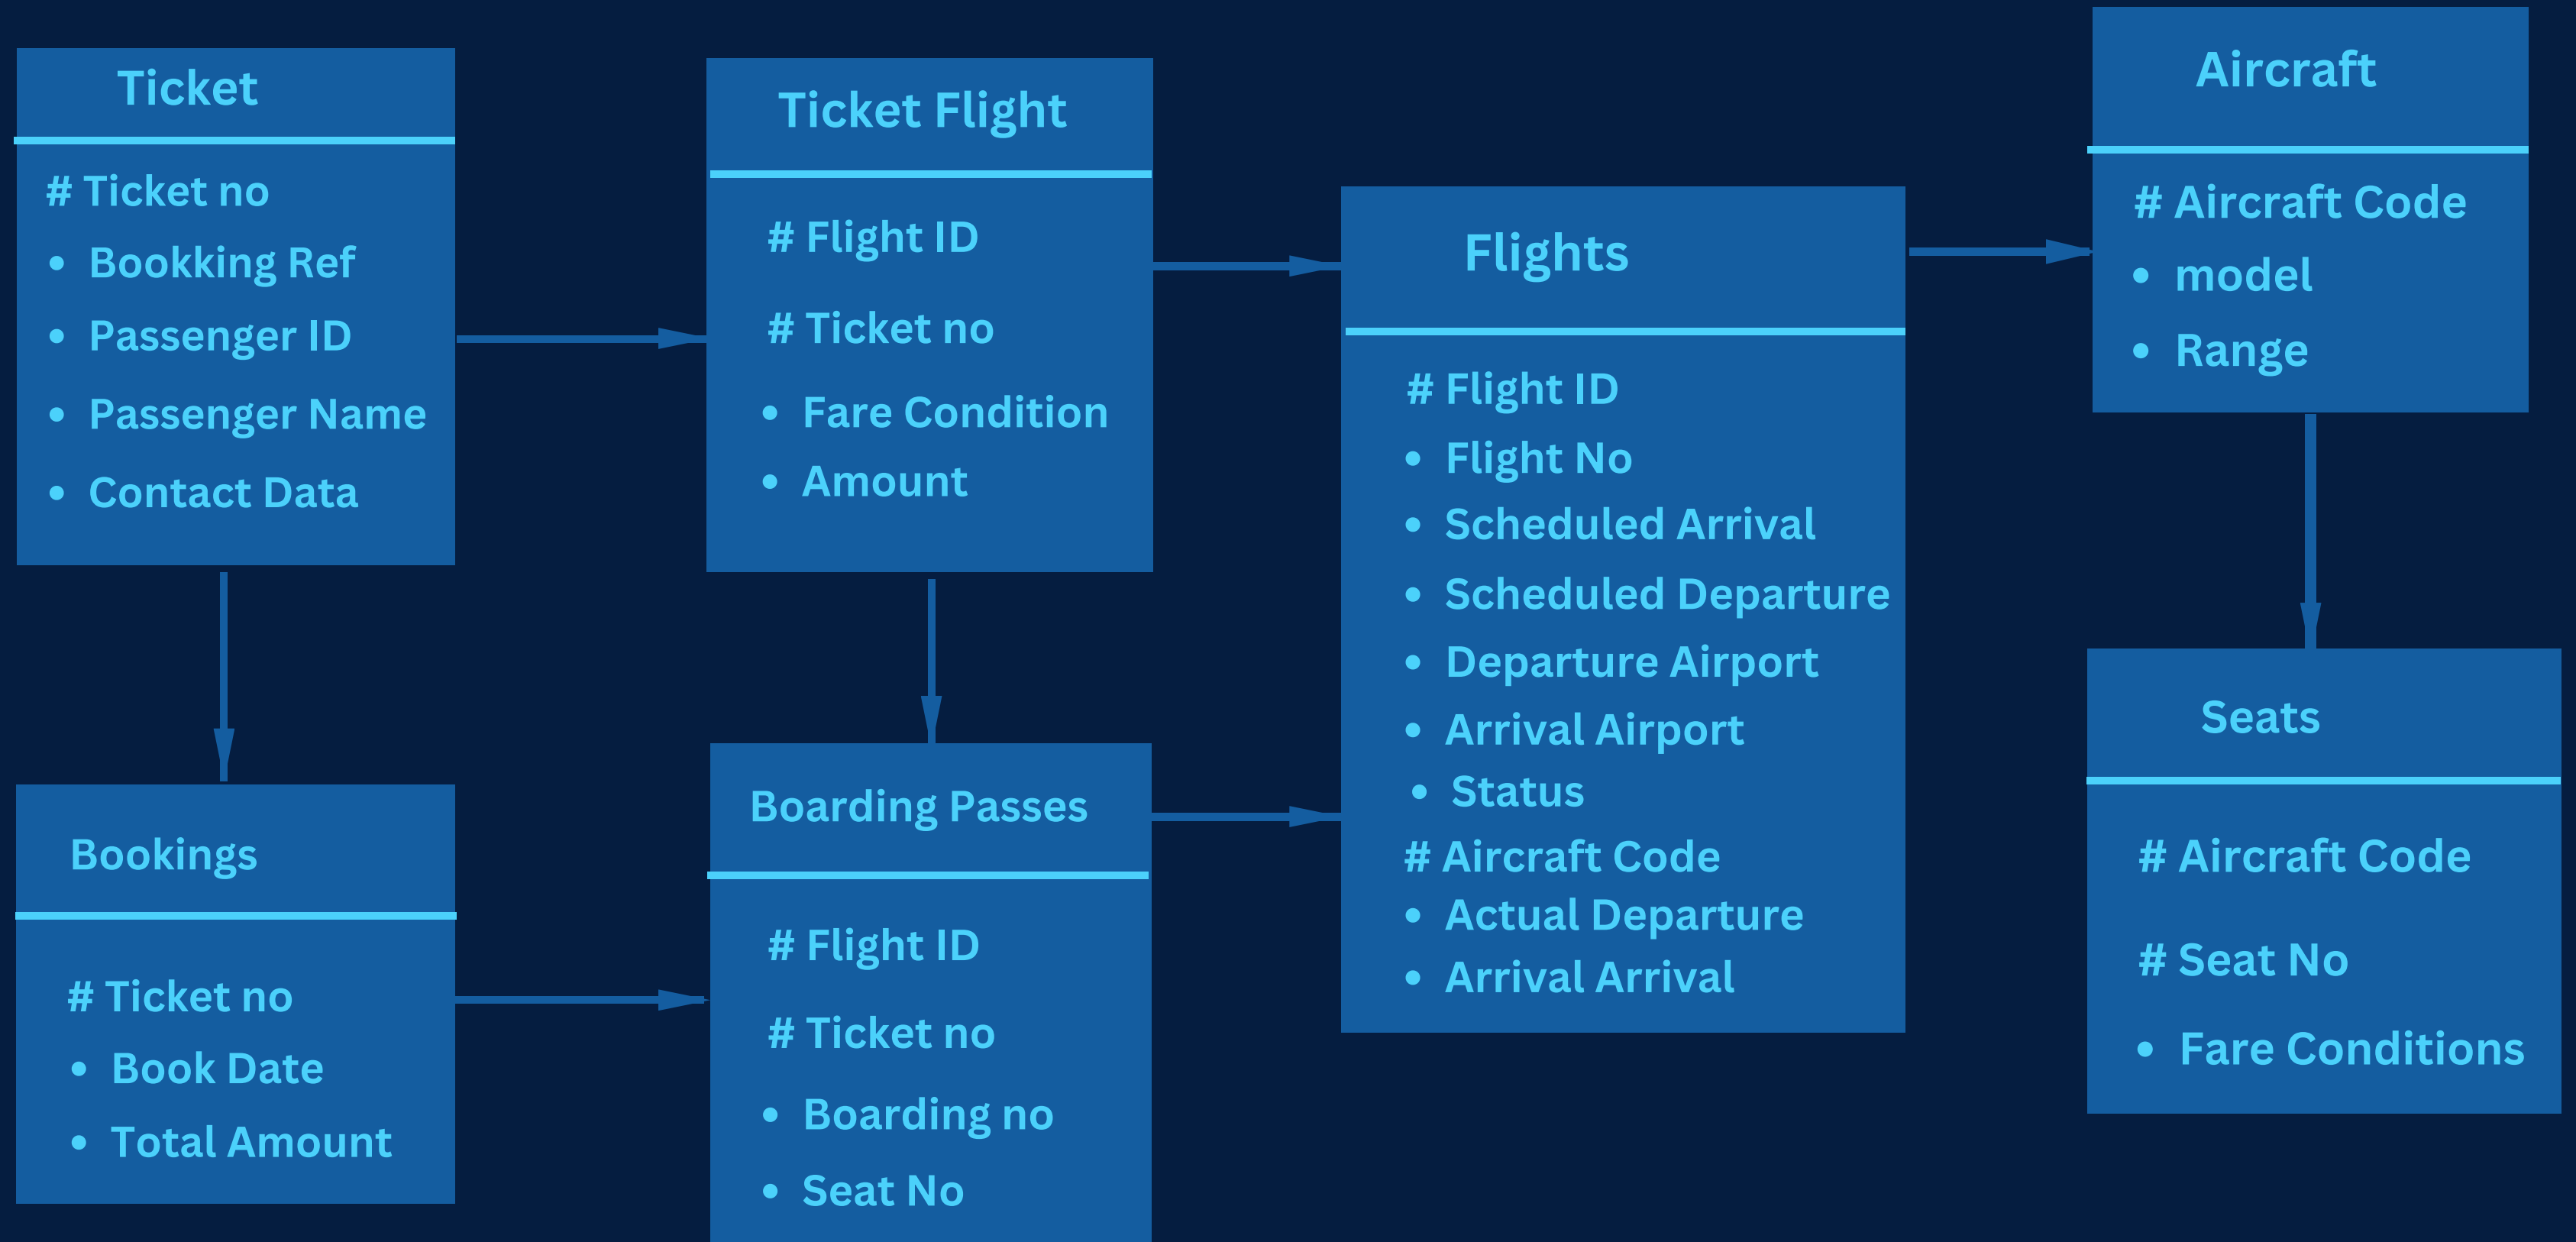 Ticket
# Ticket no
• Bookking Ref
• Passenger ID
• Passenger Name
• Contact Data
Ticket Flight
# Flight ID
# Ticket no
• Fare Condition
• Amount
Flights
# Flight ID
• Flight No
• Scheduled Arrival
• Scheduled Departure
• Departure Airport
• Arrival Airport
• Status
# Aircraft Code
• Actual Departure
• Arrival Arrival
Aircraft
# Aircraft Code
• model
• Range
Bookings
# Ticket no
• Book Date
• Total Amount
Boarding Passes
# Flight ID
# Ticket no
• Boarding no
• Seat No
Seats
# Aircraft Code
# Seat No
• Fare Conditions